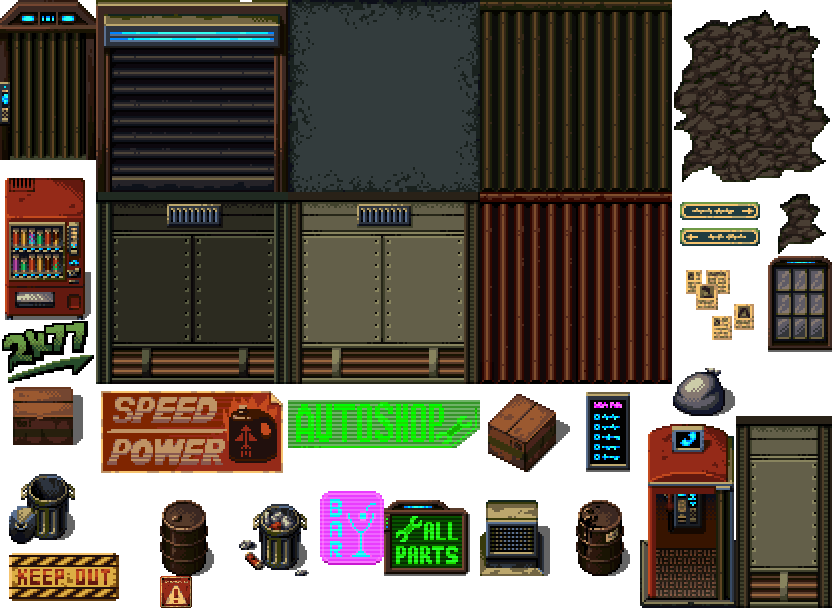 2K77
SPEED
POWER
AUTOSHOP
BAR
ALL
PARTS
KEEP OUT